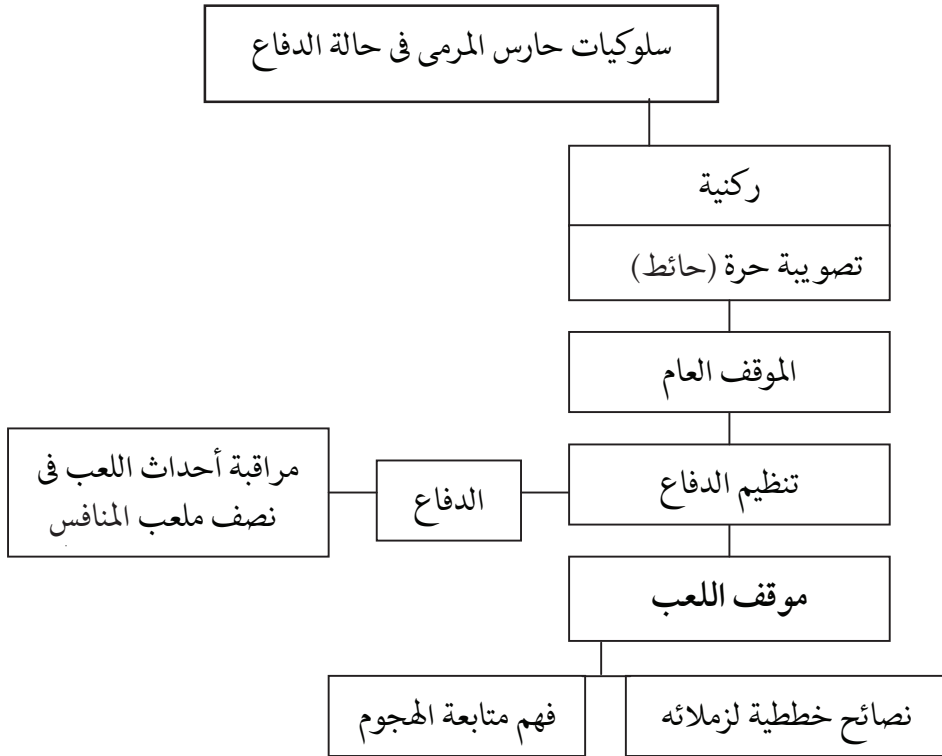 سلوكيات حارس المرمى فى حالة الدفاع
ركنية
تصويبة حرة (حائط)
الموقف العام
تنظيم الدفاع
الدفاع
مراقبة أحداث اللعب فى
نصف ملعب المنافس
موقف اللعب
نصائح خططية لزملائه
فهم متابعة الهجوم